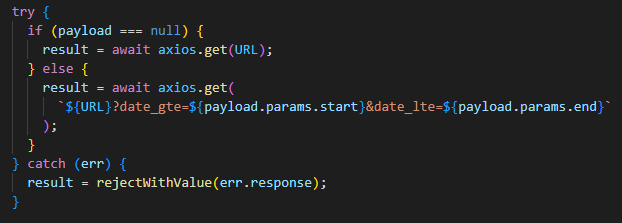 try {
  if (payload === null) {
    result = await axios.get(URL);
  } else {
    result = await axios.get(
      `${URL}?date_gte=${payload.params.start}&date_lte=${payload.params.end}`
    );
  }
} catch (err) {
  result = rejectWithValue(err.response);
}